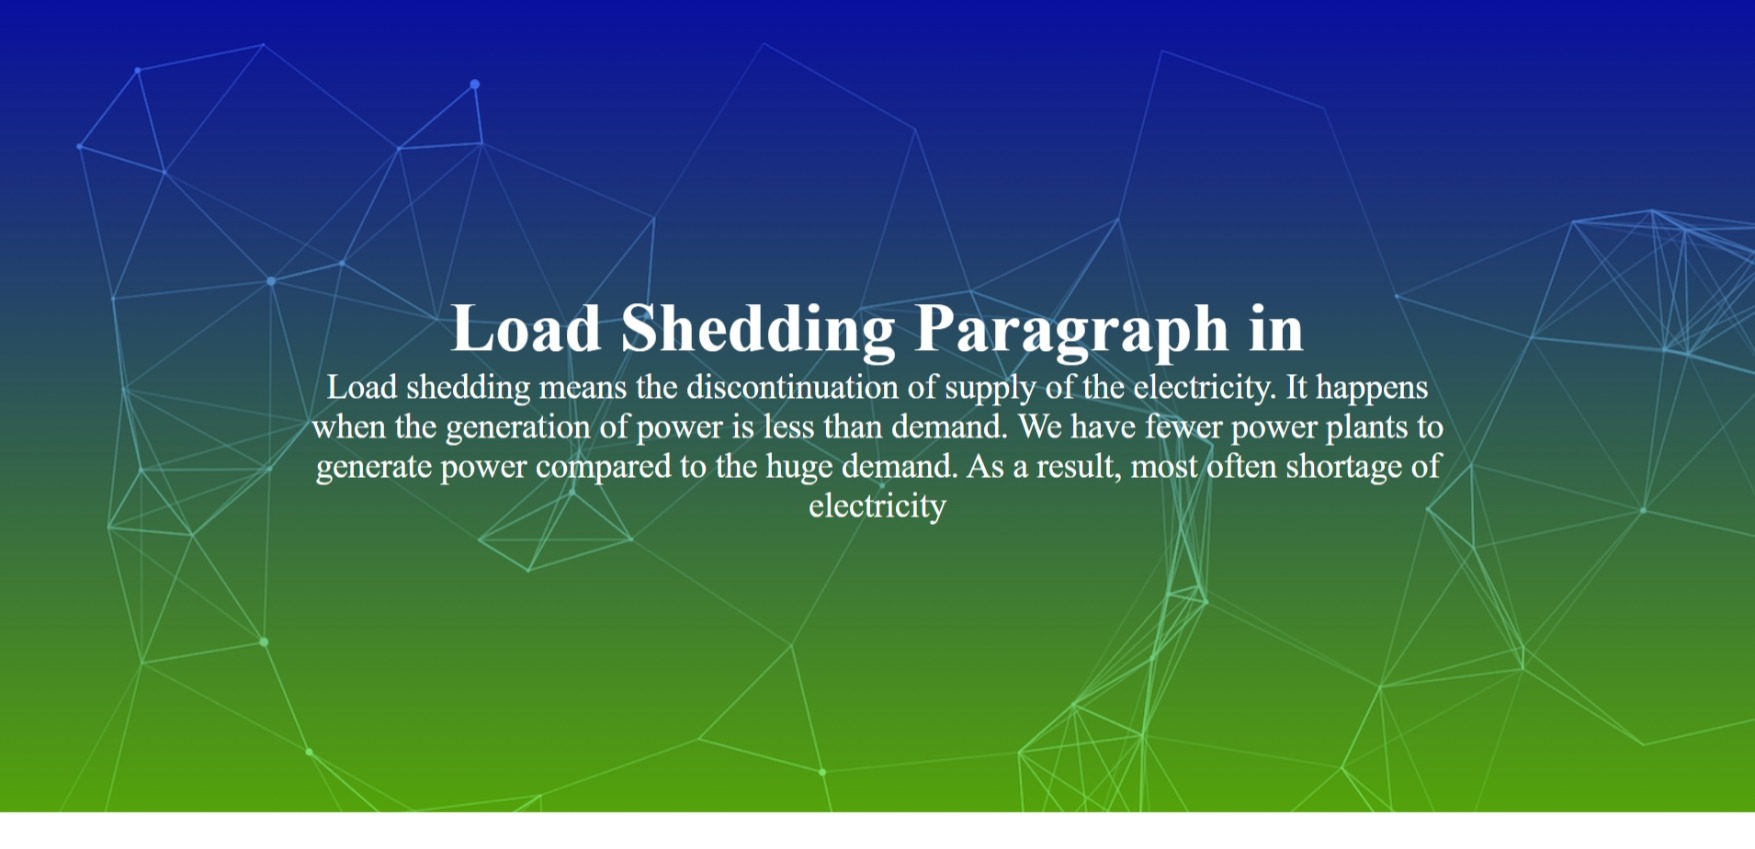 Load Shedding Paragraph in
Load shedding means the discontinuation of supply of the electricity. It happens
when the generation of power is less than demand. We have fewer power plants to
generate power compared to the huge demand. As a result, most often shortage of
electricity